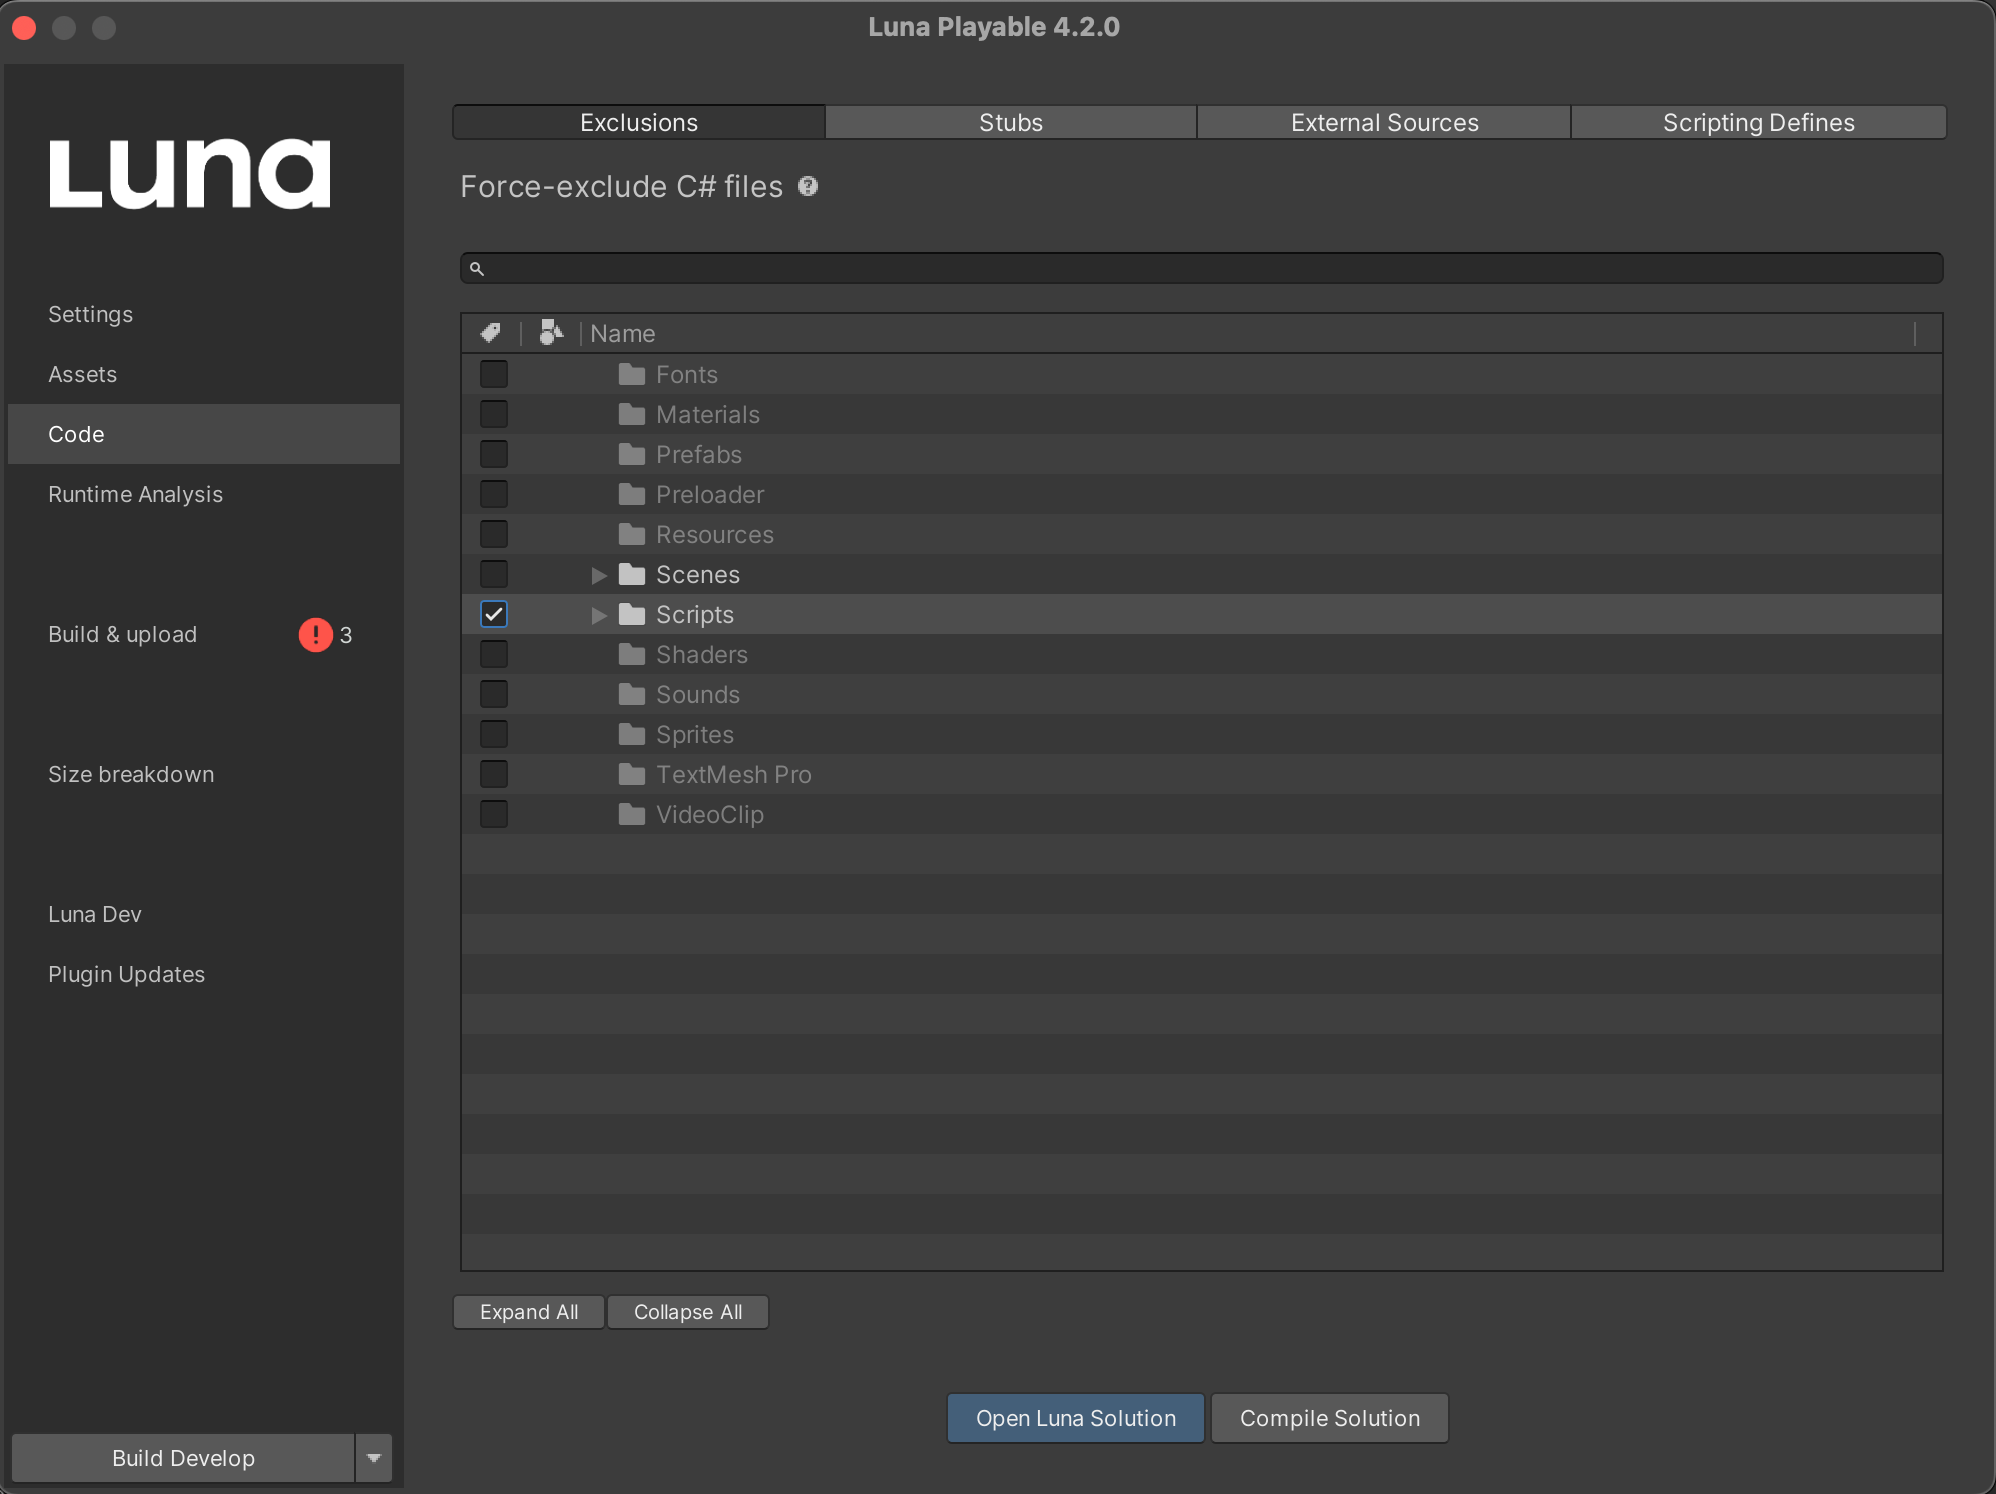 Luna Playable 4.2.0
Luna
Settings
Assets
Code
Runtime Analysis
Build & upload 3
Size breakdown
Luna Dev
Plugin Updates
Build Develop
Exclusions Stubs External Sources Scripting Defines
Force-exclude C# files
Name
Fonts
Materials
Prefabs
Preloader
Resources
Scenes
Scripts
Shaders
Sounds
Sprites
TextMesh Pro
VideoClip
Expand All Collapse All
Open Luna Solution Compile Solution